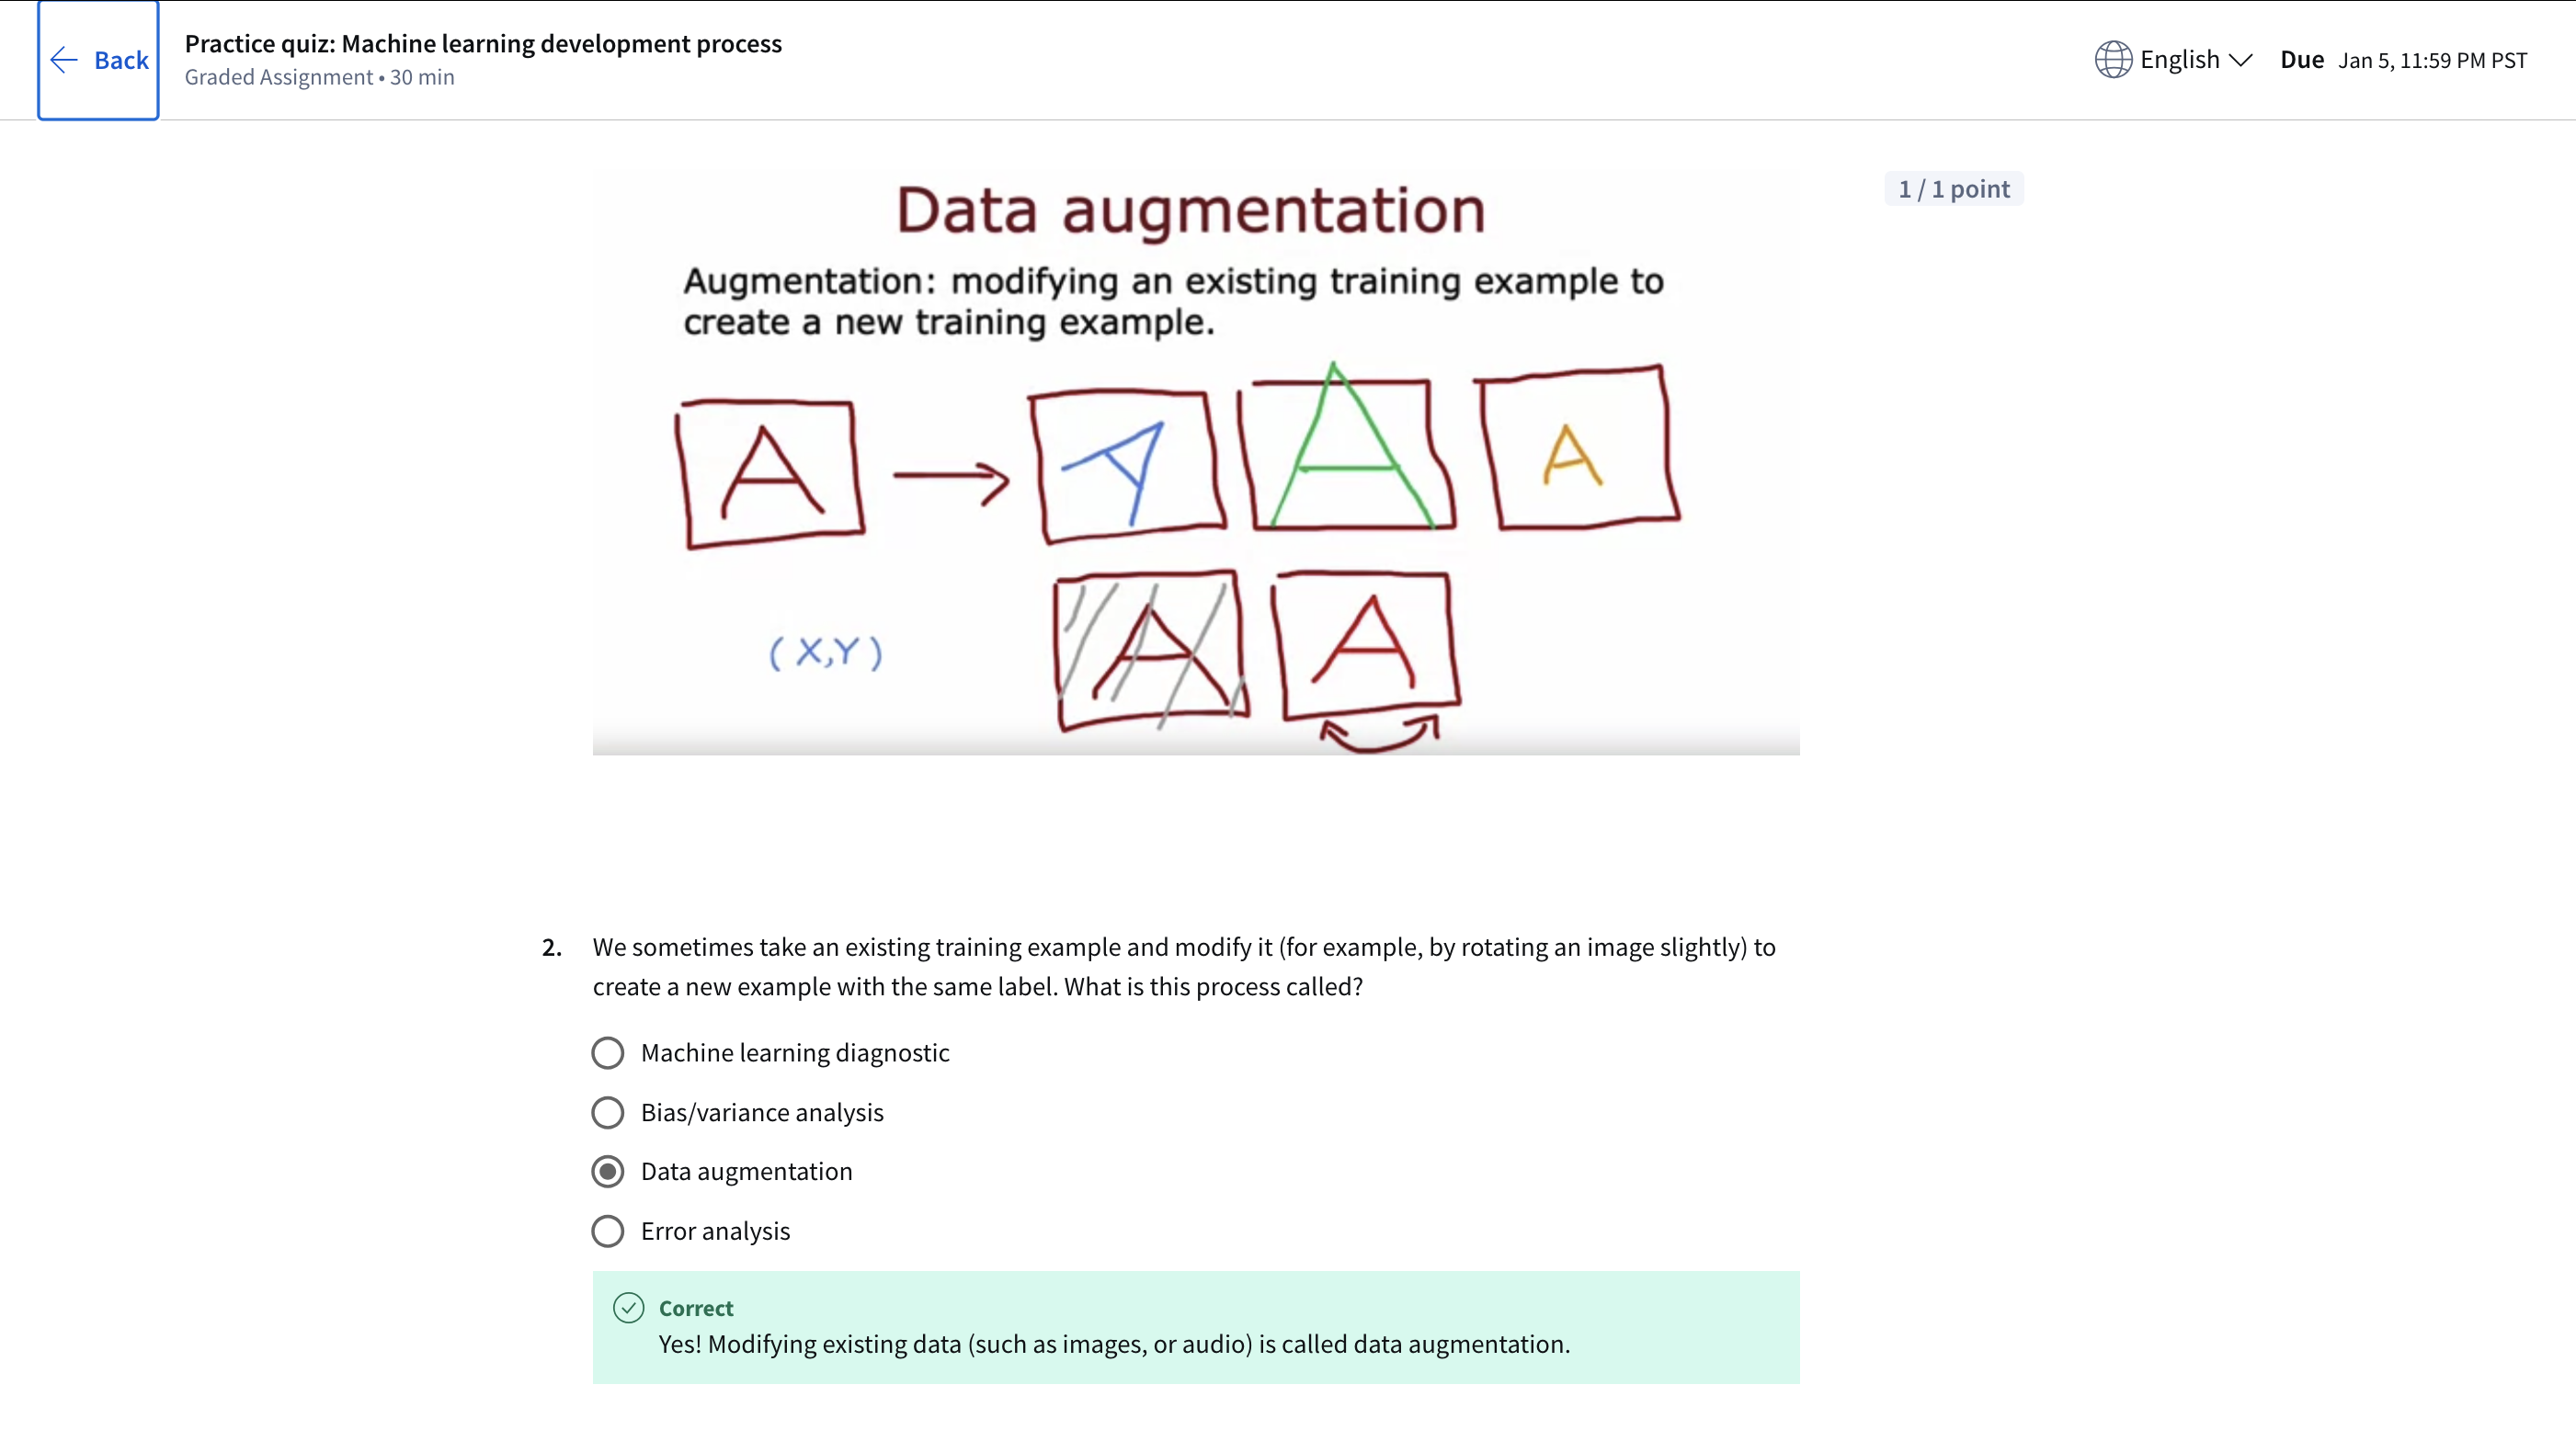 Back
Practice quiz: Machine learning development process
Graded Assignment • 30 min
English
Due Jan 5, 11:59 PM PST
1 / 1 point
Data augmentation
Augmentation: modifying an existing training example to
create a new training example.
A
A
A
A
(X,Y)
A
A
2. We sometimes take an existing training example and modify it (for example, by rotating an image slightly) to
create a new example with the same label. What is this process called?
Machine learning diagnostic
Bias/variance analysis
Data augmentation
Error analysis
Correct
Yes! Modifying existing data (such as images, or audio) is called data augmentation.